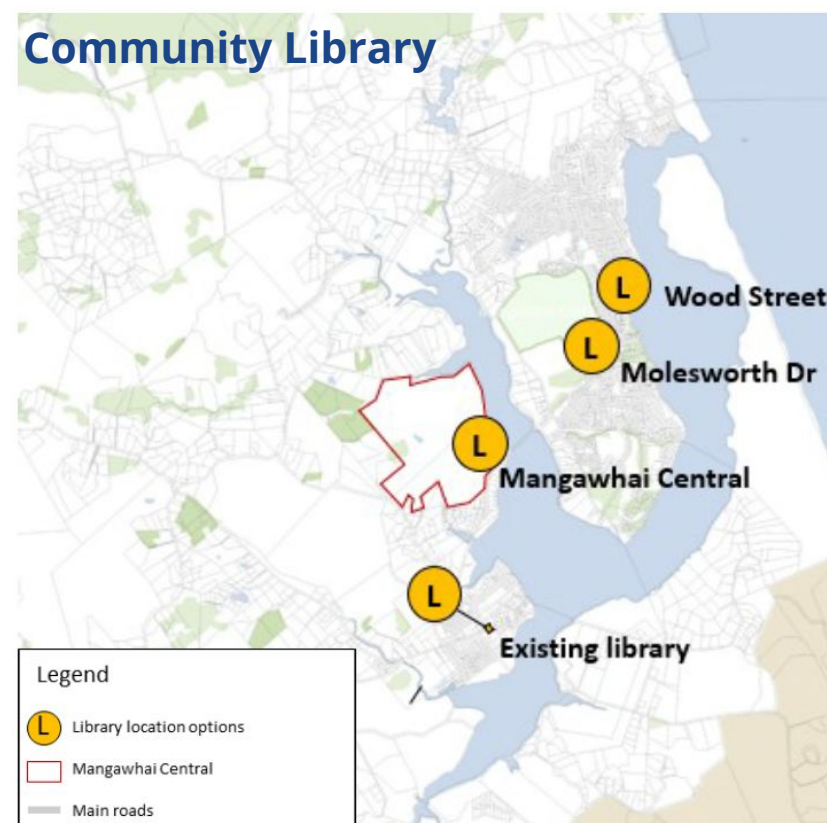 Community Library
L
Wood Street
L
Molesworth Dr
L
Mangawhai Central
L
Existing library
Legend
L Library location options
Mangawhai Central
Main roads